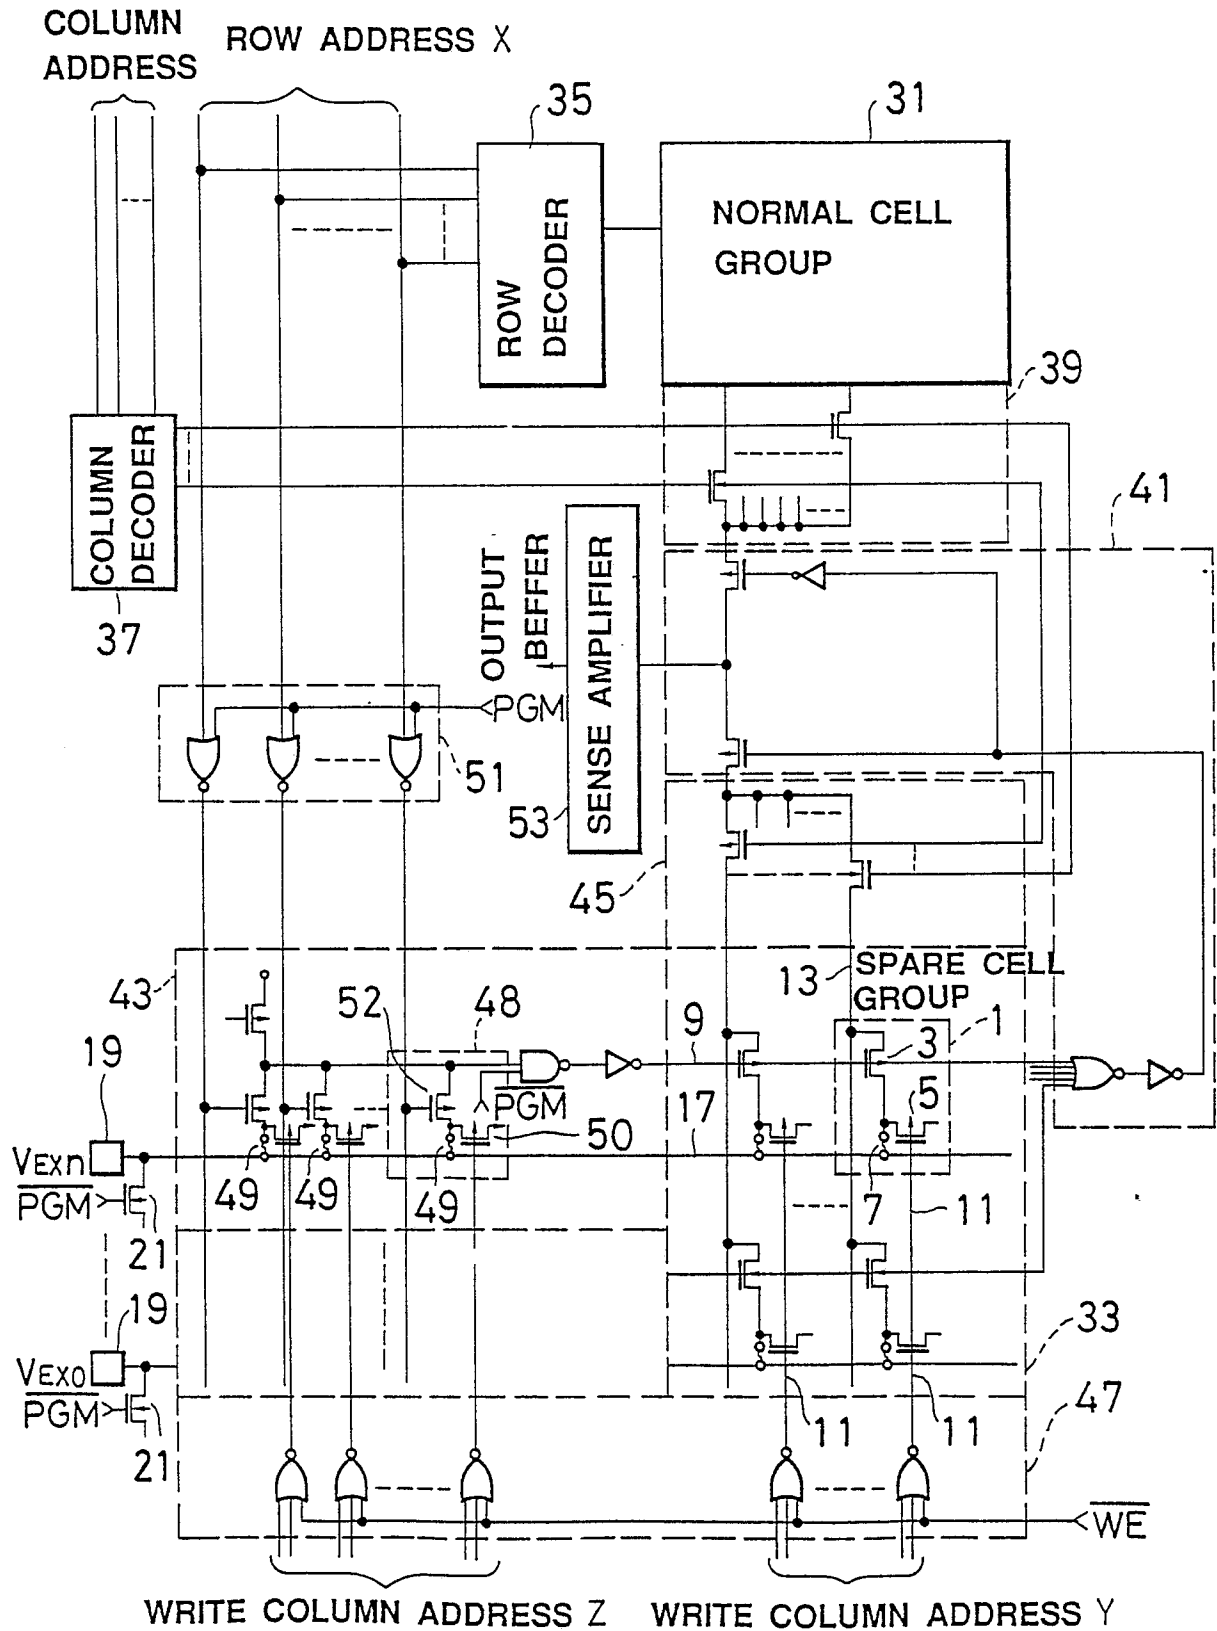 COLUMN
ADDRESS
ROW ADDRESS X
35
31
ROW
DECODER
NORMAL CELL
GROUP
39
COLUMN
DECODER
37
41
OUTPUT
BEFFER
SENSE AMPLIFIER
PGM
51
53
45
43
13
SPARE CELL
GROUP
52
48
9
3
1
19
PGM
5
17
50
VEXn
49
49
49
7
11
PGM
21
19
33
VEX0
47
PGM
21
11
11
WE
WRITE COLUMN ADDRESS Z
WRITE COLUMN ADDRESS Y